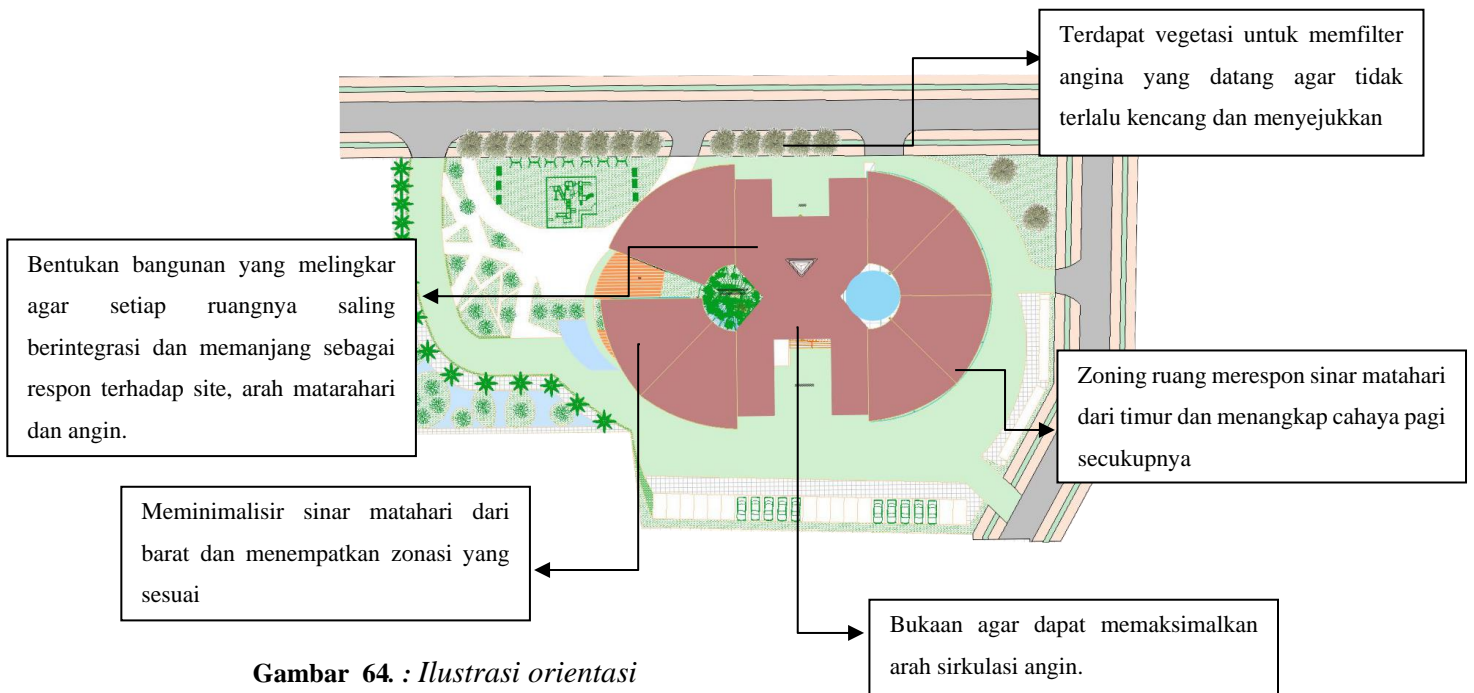 Terdapat vegetasi untuk memfilter
angina yang datang agar tidak
terlalu kencang dan menyejukkan
Bentukan bangunan yang melingkar
agar setiap ruangnya saling
berintegrasi dan memanjang sebagai
respon terhadap site, arah matarahari
dan angin.
Zoning ruang merespon sinar matahari
dari timur dan menangkap cahaya pagi
secukupnya
Meminimalisir sinar matahari dari
barat dan menempatkan zonasi yang
sesuai
Bukaan agar dapat memaksimalkan
arah sirkulasi angin.
Gambar 64. : Ilustrasi orientasi